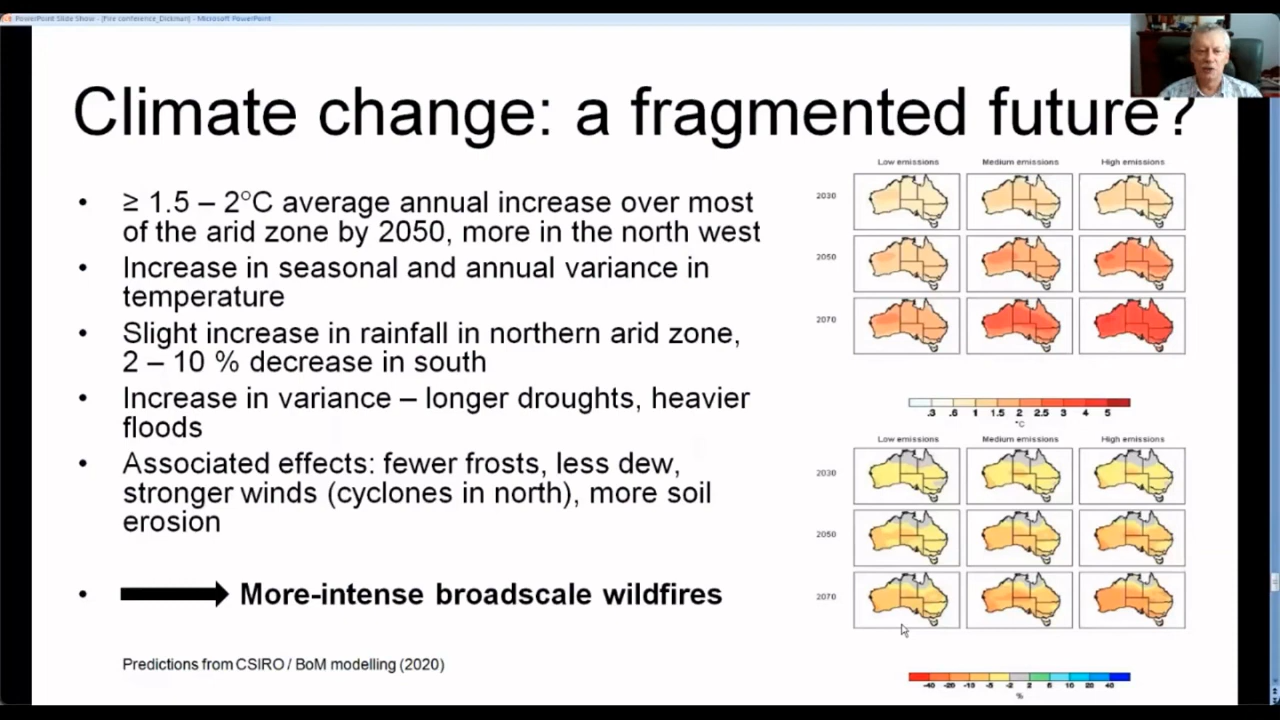 PowerPoint Slide Show - [Fire conference_Dickman] - Microsoft PowerPoint
Climate change: a fragmented future?
• ≥ 1.5 – 2°C average annual increase over most
of the arid zone by 2050, more in the north west
• Increase in seasonal and annual variance in
temperature
• Slight increase in rainfall in northern arid zone,
2 – 10 % decrease in south
• Increase in variance – longer droughts, heavier
floods
• Associated effects: fewer frosts, less dew,
stronger winds (cyclones in north), more soil
erosion
• More-intense broadscale wildfires
Predictions from CSIRO / BoM modelling (2020)
Low emissions Medium emissions High emissions
2030
2050
2070
.3 .6 1 1.5 2 2.5 3 4 5
°C
Low emissions Medium emissions High emissions
2030
2050
2070
-40 -20 -10 -5 -2 2 5 10 20 40
%